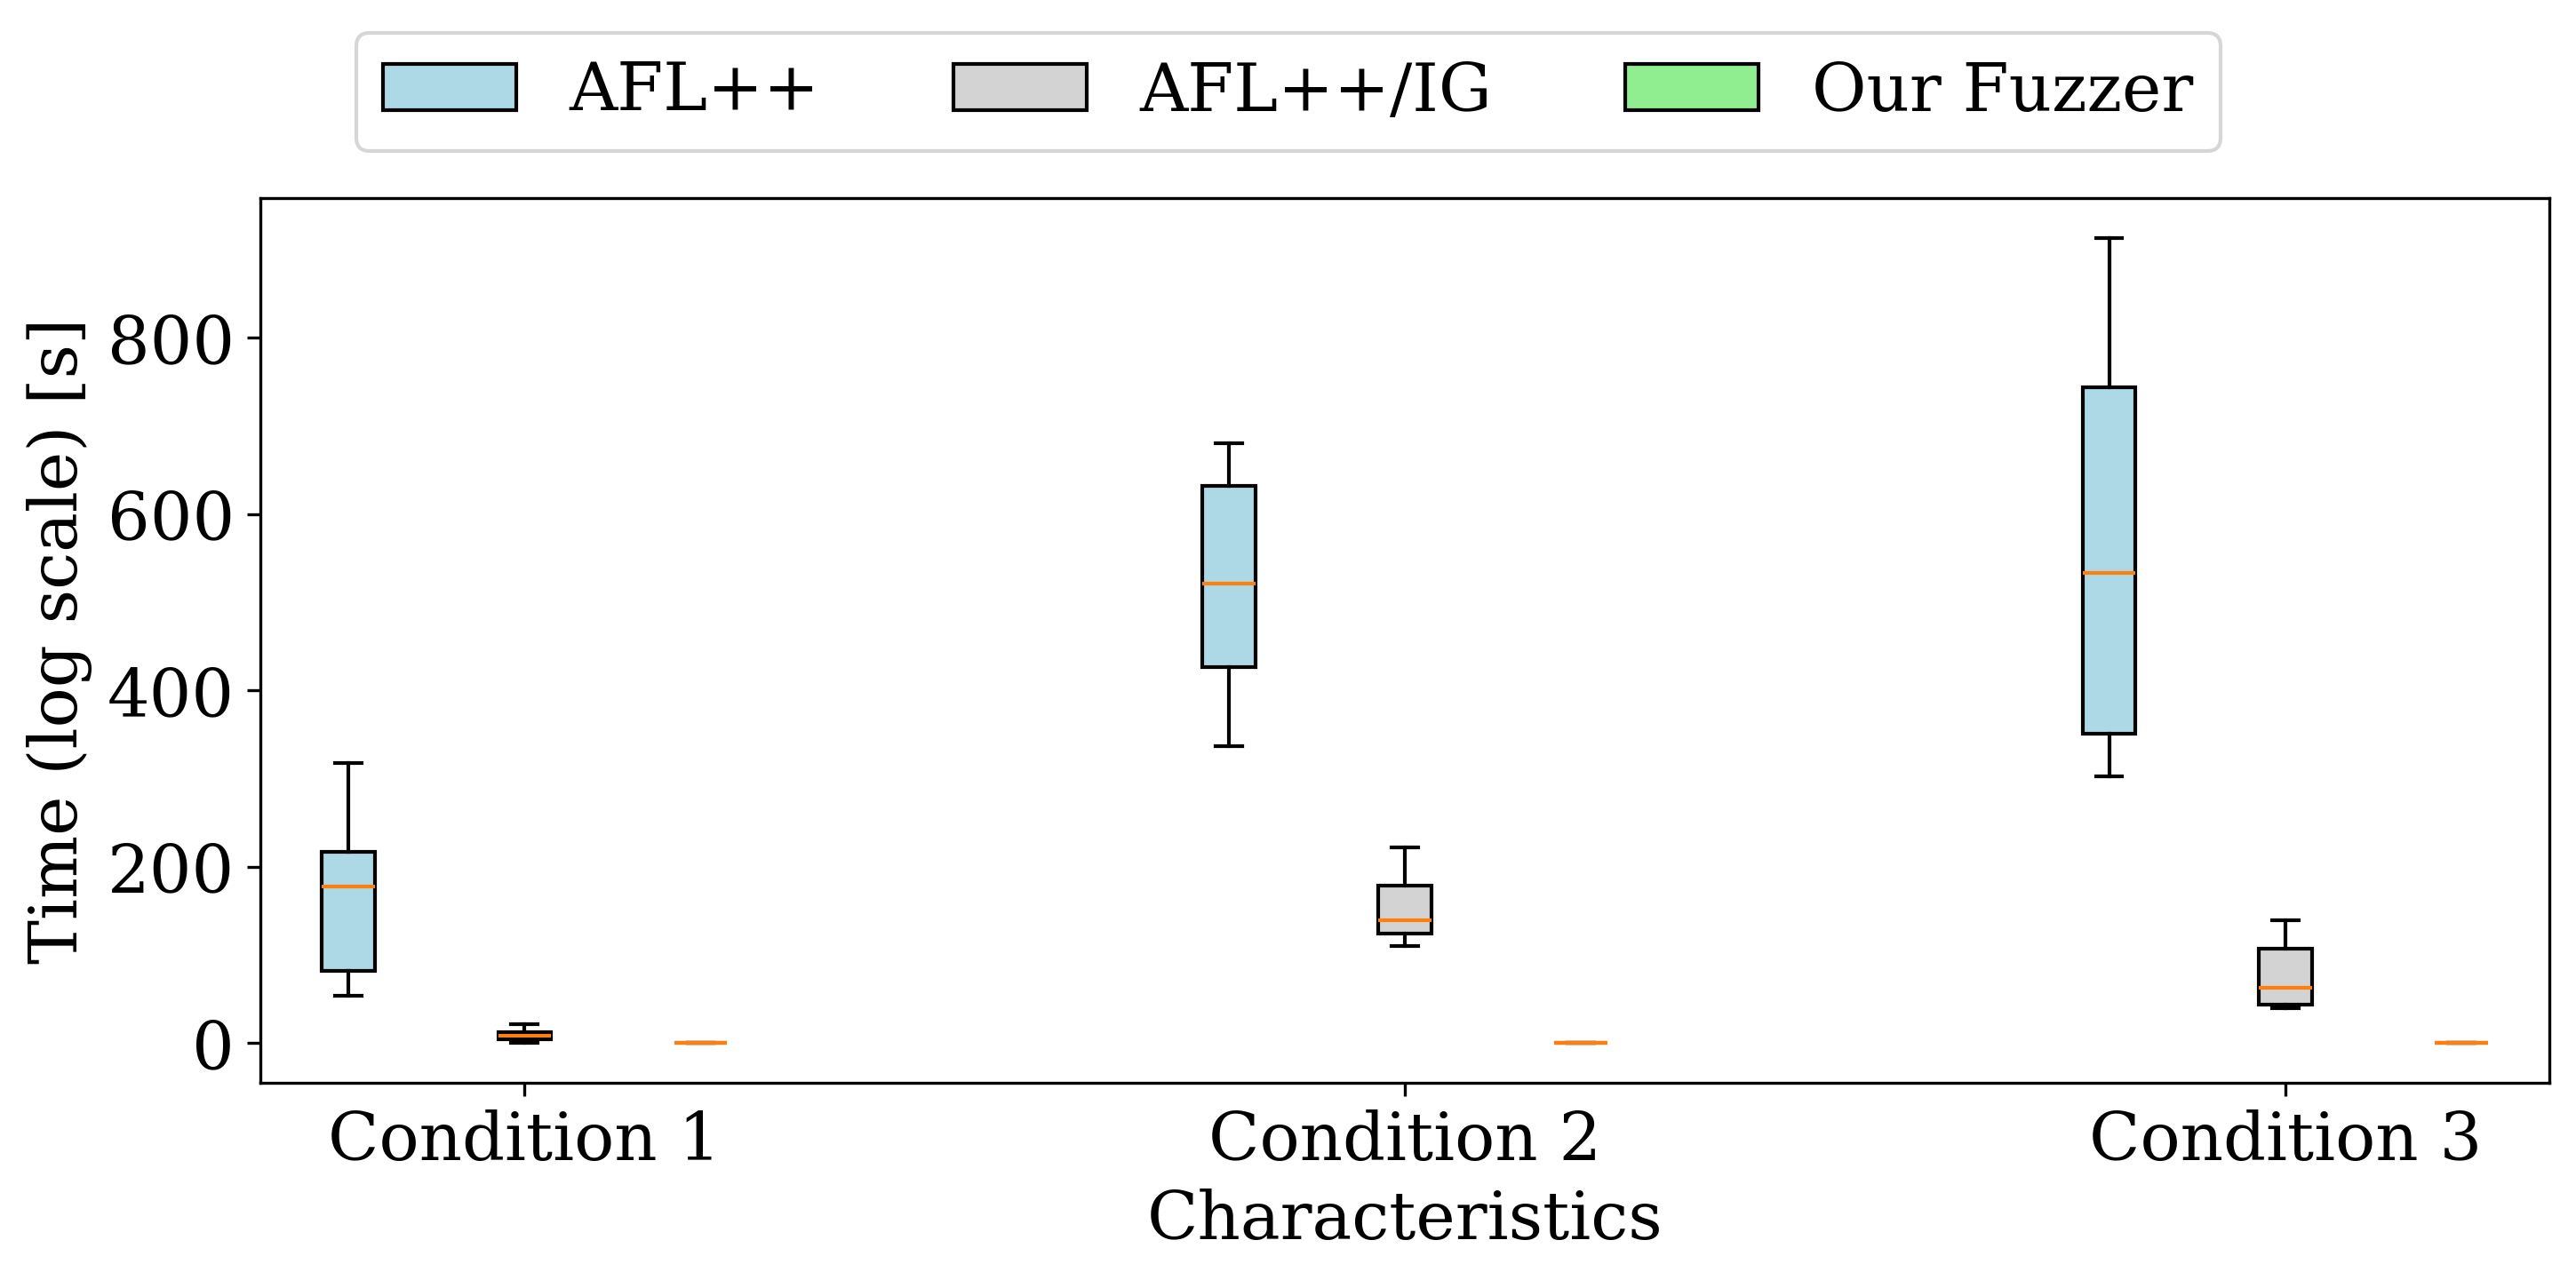 AFL++ AFL++/IG Our Fuzzer
Time (log scale) [s]
800
600
400
200
0
Condition 1 Condition 2 Condition 3
Characteristics